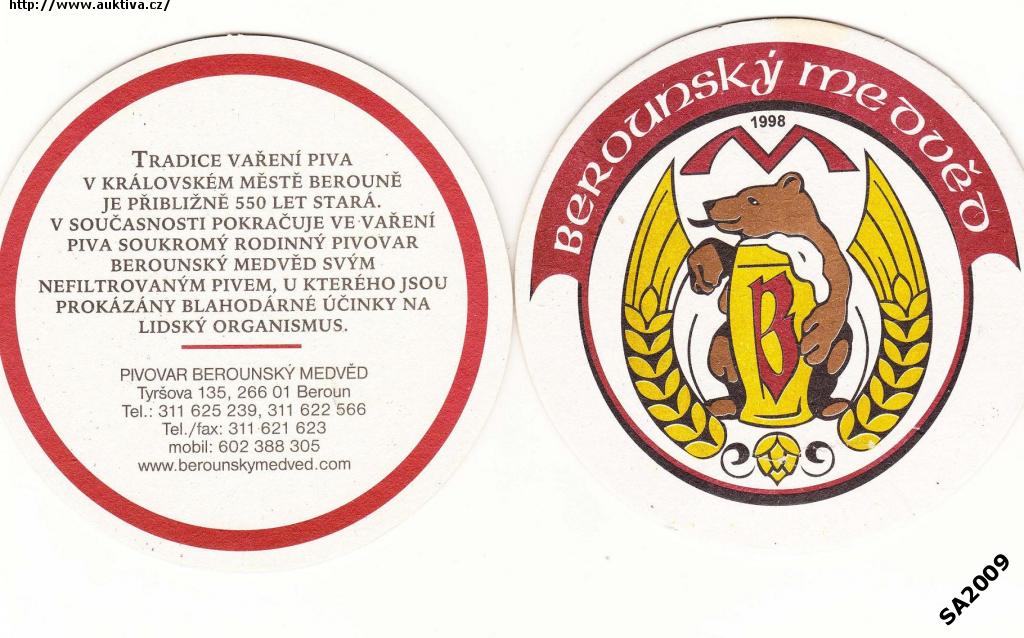 http://www.auktiva.cz/
TRADICE VAŘENÍ PIVA
V KRÁLOVSKÉM MĚSTĚ BEROUNĚ
JE PŘIBLIŽNĚ 550 LET STARÁ.
V SOUČASNOSTI POKRAČUJE VE VAŘENÍ
PIVA SOUKROMÝ RODINNÝ PIVOVAR
BEROUNSKÝ MEDVĚD SVÝM
NEFILTROVANÝM PIVEM, U KTERÉHO JSOU
PROKÁZÁNY BLAHODÁRNÉ ÚČINKY NA
LIDSKÝ ORGANISMUS.
PIVOVAR BEROUNSKÝ MEDVĚD
Tyršova 135, 266 01 Beroun
Tel.: 311 625 239, 311 622 566
Tel./fax: 311 621 623
mobil: 602 388 305
www.berounskymedved.com
Berounský medvěd
1998
M
B
SA2009